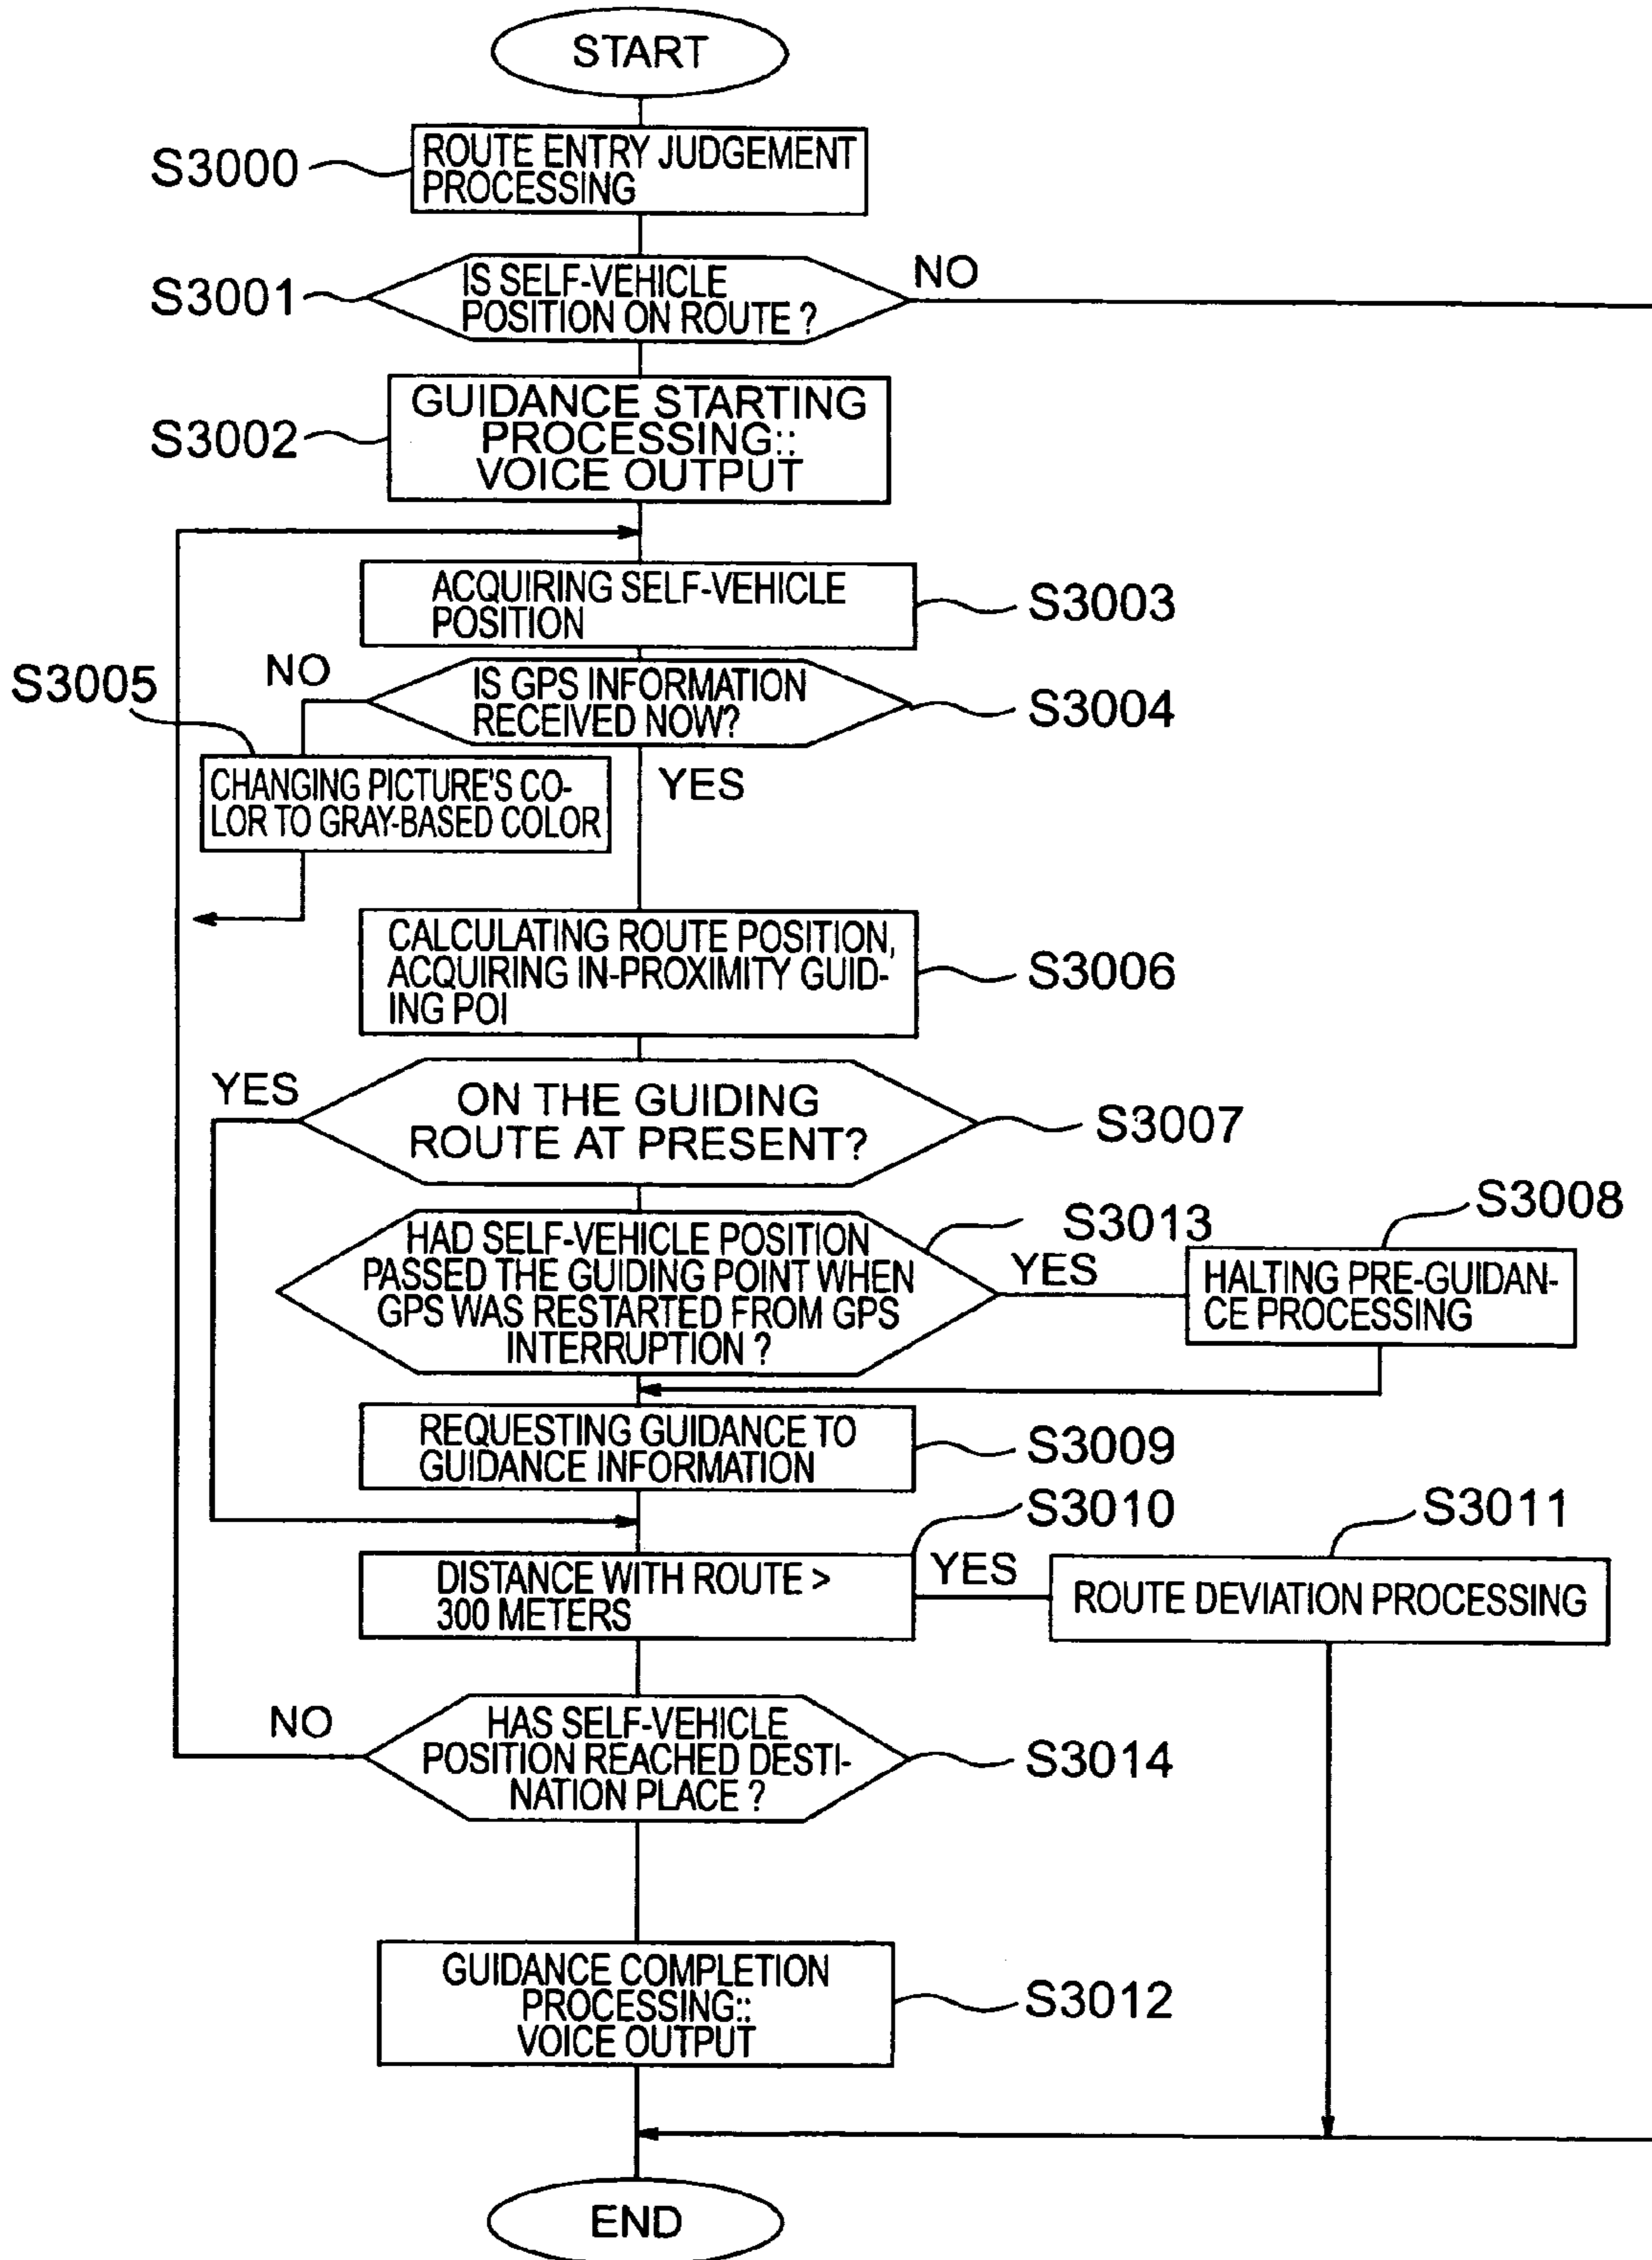 START
S3000
ROUTE ENTRY JUDGEMENT
PROCESSING
S3001
IS SELF-VEHICLE
POSITION ON ROUTE ?
NO
S3002
GUIDANCE STARTING
PROCESSING::
VOICE OUTPUT
ACQUIRING SELF-VEHICLE
POSITION
S3003
S3005
NO
IS GPS INFORMATION
RECEIVED NOW?
S3004
CHANGING PICTURE'S CO-
LOR TO GRAY-BASED COLOR
YES
CALCULATING ROUTE POSITION,
ACQUIRING IN-PROXIMITY GUID-
ING POI
S3006
YES
ON THE GUIDING
ROUTE AT PRESENT?
S3007
HAD SELF-VEHICLE POSITION
PASSED THE GUIDING POINT WHEN
GPS WAS RESTARTED FROM GPS
INTERRUPTION ?
S3013
YES
S3008
HALTING PRE-GUIDAN-
CE PROCESSING
REQUESTING GUIDANCE TO
GUIDANCE INFORMATION
S3009
S3010
DISTANCE WITH ROUTE >
300 METERS
YES
S3011
ROUTE DEVIATION PROCESSING
NO
HAS SELF-VEHICLE
POSITION REACHED DESTI-
NATION PLACE ?
S3014
GUIDANCE COMPLETION
PROCESSING::
VOICE OUTPUT
S3012
END